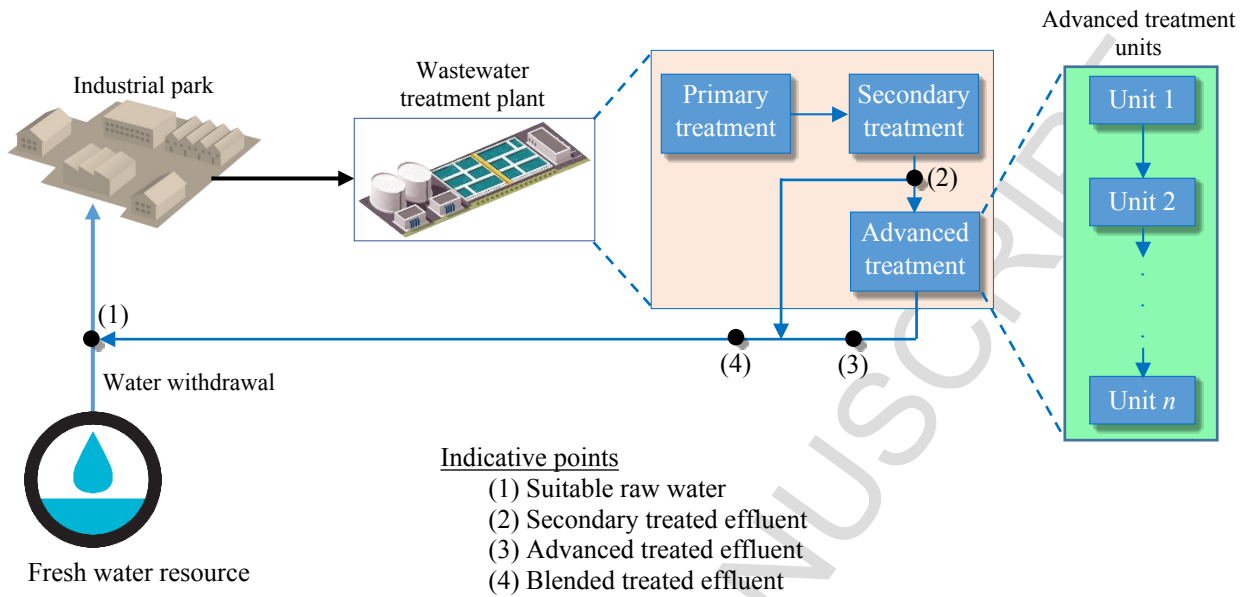 Advanced treatment
units
Industrial park
Wastewater
treatment plant
Primary
treatment
Secondary
treatment
(2)
Advanced
treatment
Unit 1
Unit 2
Unit n
(1)
(4)
(3)
Water withdrawal
Fresh water resource
Indicative points
(1) Suitable raw water
(2) Secondary treated effluent
(3) Advanced treated effluent
(4) Blended treated effluent
NUSCRIPT